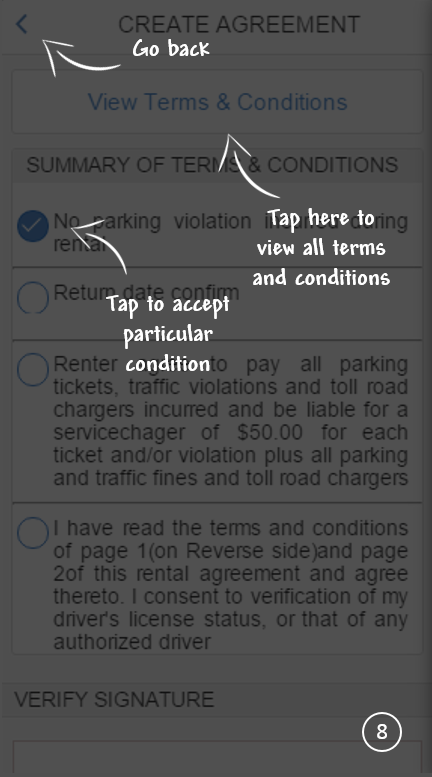 CREATE AGREEMENT
Go back
View Terms & Conditions
SUMMARY OF TERMS & CONDITIONS
No parking violation incurred during
rental
Tap here to
view all terms
and conditions
Return date confirm
Tap to accept
particular
condition
Renter agree to pay all parking
tickets, traffic violations and toll road
chargers incurred and be liable for a
servicechager of $50.00 for each
ticket and/or violation plus all parking
and traffic fines and toll road chargers
I have read the terms and conditions
of page 1(on Reverse side)and page
2of this rental agreement and agree
thereto. I consent to verification of my
driver's license status, or that of any
authorized driver
VERIFY SIGNATURE
8